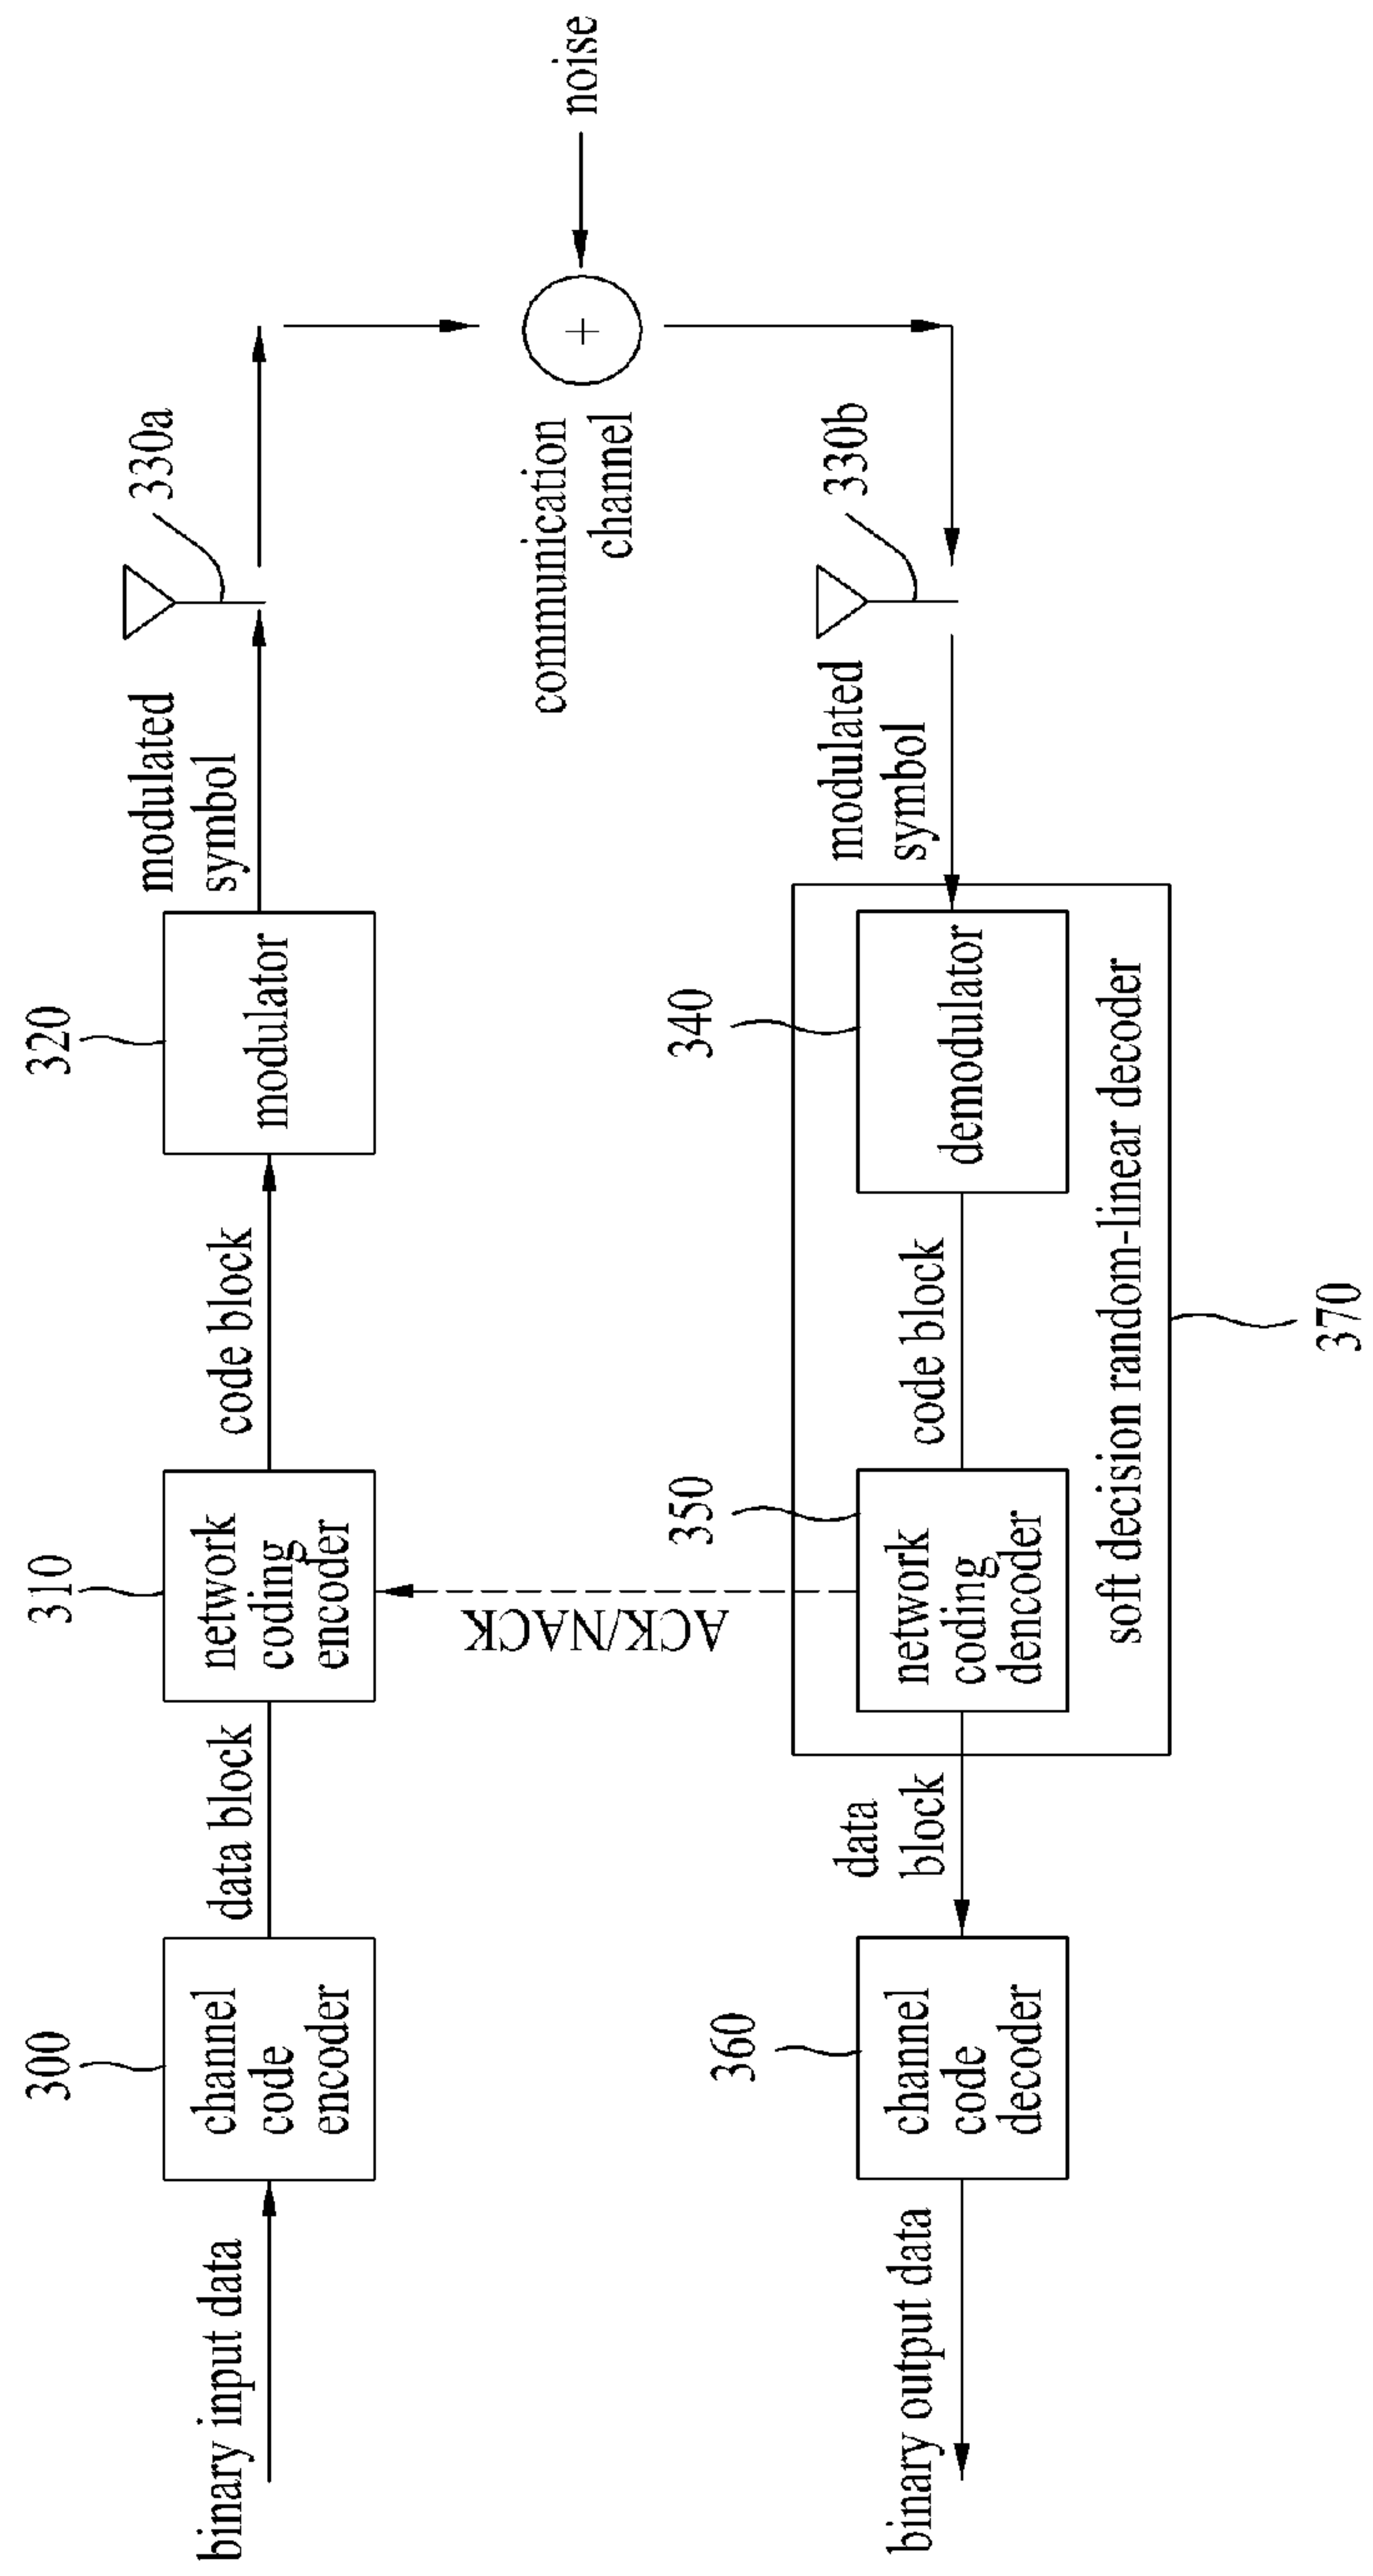 300
310
320
330a
binary input data
channel
code
encoder
data block
network
coding
encoder
code block
modulator
modulated
symbol
noise
communication
channel
ACK/NACK
360
350
340
330b
binary output data
channel
code
decoder
data
block
network
coding
dencoder
code block
demodulator
modulated
symbol
soft decision random-linear decoder
370